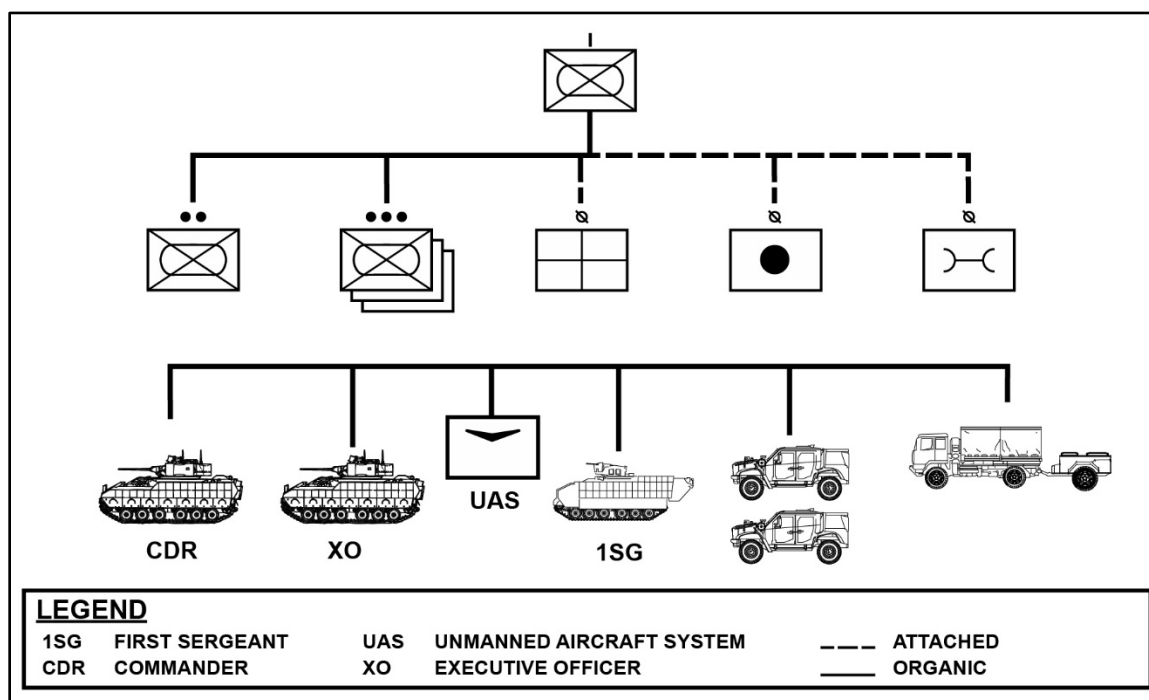 CDR
XO
UAS
1SG
LEGEND
1SG FIRST SERGEANT UAS UNMANNED AIRCRAFT SYSTEM ATTACHED
CDR COMMANDER XO EXECUTIVE OFFICER ORGANIC